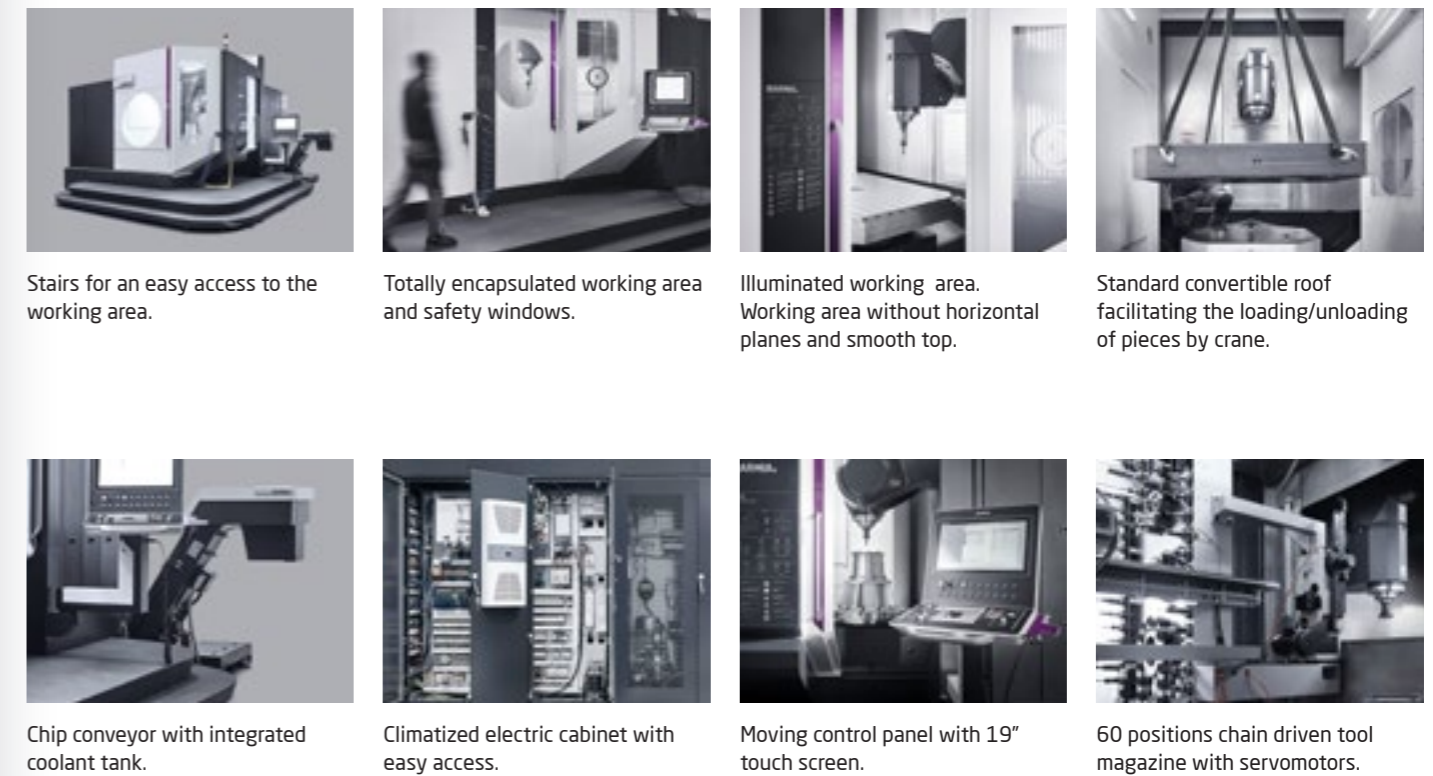 Stairs for an easy access to the
working area.
Totally encapsulated working area
and safety windows.
Illuminated working  area.
Working area without horizontal
planes and smooth top.
Standard convertible roof
facilitating the loading/unloading
of pieces by crane.
Chip conveyor with integrated
coolant tank.
Climatized electric cabinet with
easy access.
Moving control panel with 19”
touch screen.
60 positions chain driven tool
magazine with servomotors.